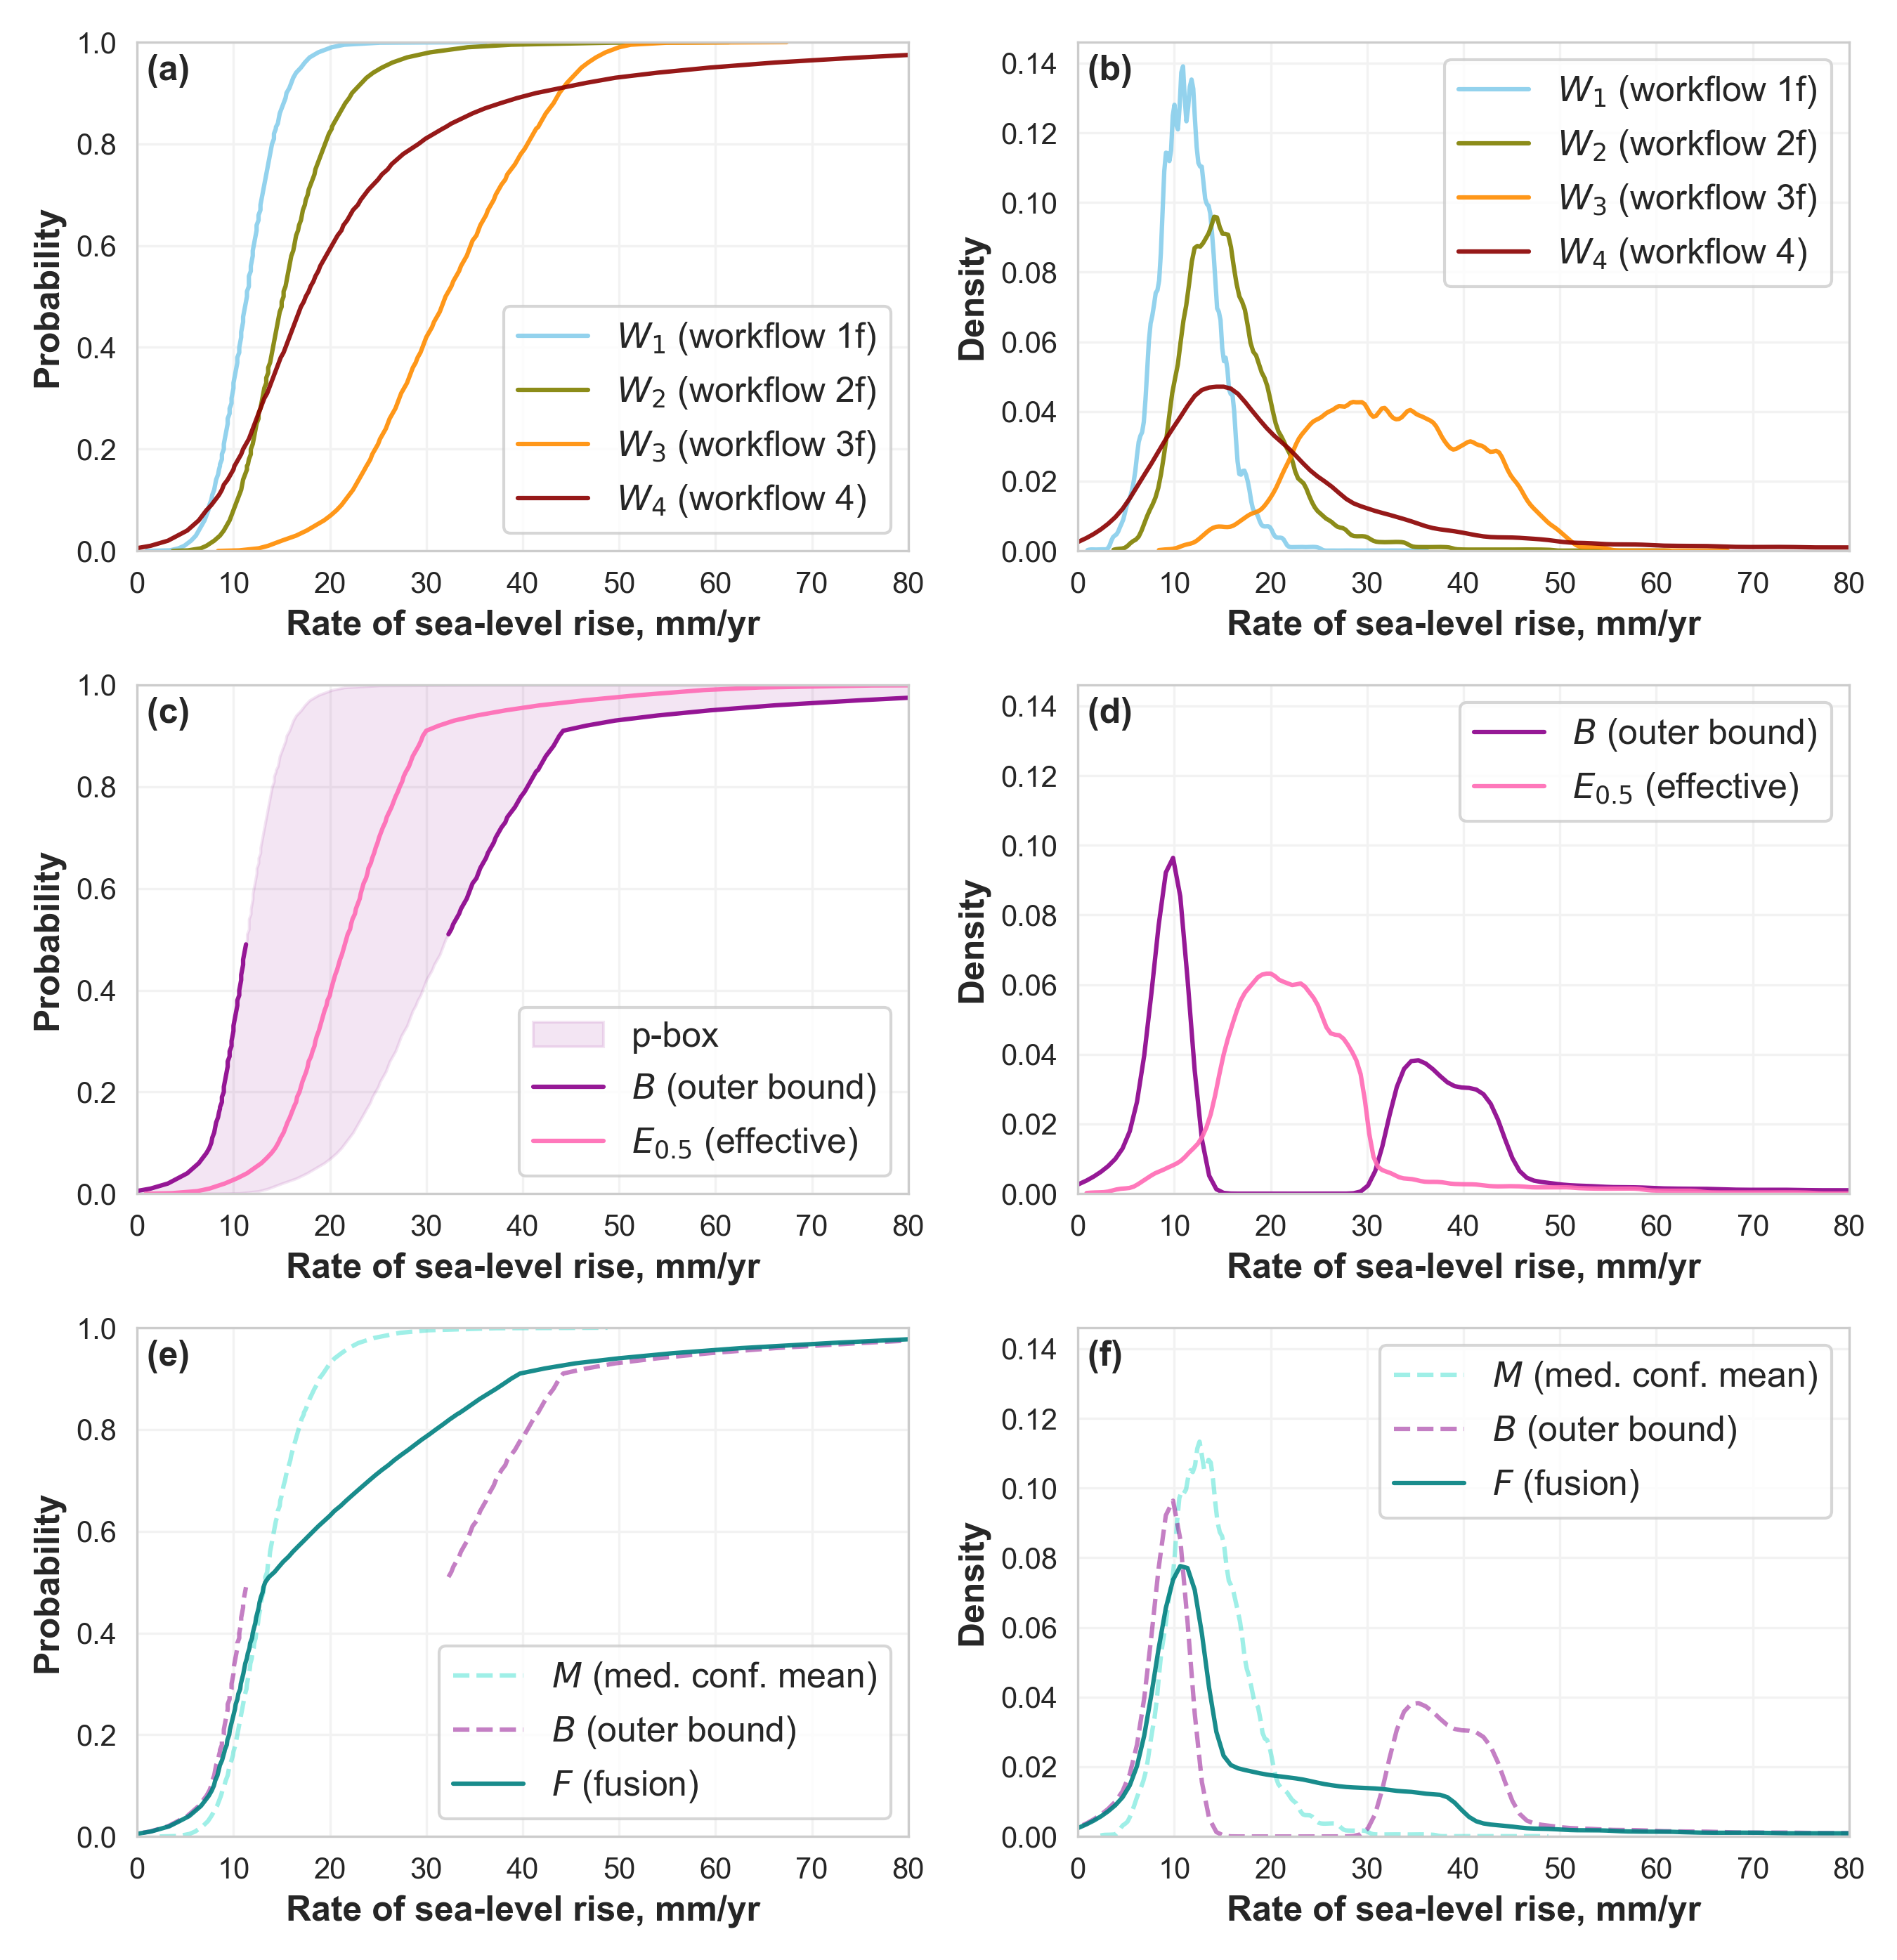 (a)
Probability
1.0
0.8
0.6
0.4
0.2
0.0
W1 (workflow 1f)
W2 (workflow 2f)
W3 (workflow 3f)
W4 (workflow 4)
0 10 20 30 40 50 60 70 80
Rate of sea-level rise, mm/yr
(b)
Density
0.14
0.12
0.10
0.08
0.06
0.04
0.02
0.00
W1 (workflow 1f)
W2 (workflow 2f)
W3 (workflow 3f)
W4 (workflow 4)
0 10 20 30 40 50 60 70 80
Rate of sea-level rise, mm/yr
(c)
Probability
1.0
0.8
0.6
0.4
0.2
0.0
p-box
B (outer bound)
E0.5 (effective)
0 10 20 30 40 50 60 70 80
Rate of sea-level rise, mm/yr
(d)
Density
0.14
0.12
0.10
0.08
0.06
0.04
0.02
0.00
B (outer bound)
E0.5 (effective)
0 10 20 30 40 50 60 70 80
Rate of sea-level rise, mm/yr
(e)
Probability
1.0
0.8
0.6
0.4
0.2
0.0
M (med. conf. mean)
B (outer bound)
F (fusion)
0 10 20 30 40 50 60 70 80
Rate of sea-level rise, mm/yr
(f)
Density
0.14
0.12
0.10
0.08
0.06
0.04
0.02
0.00
M (med. conf. mean)
B (outer bound)
F (fusion)
0 10 20 30 40 50 60 70 80
Rate of sea-level rise, mm/yr